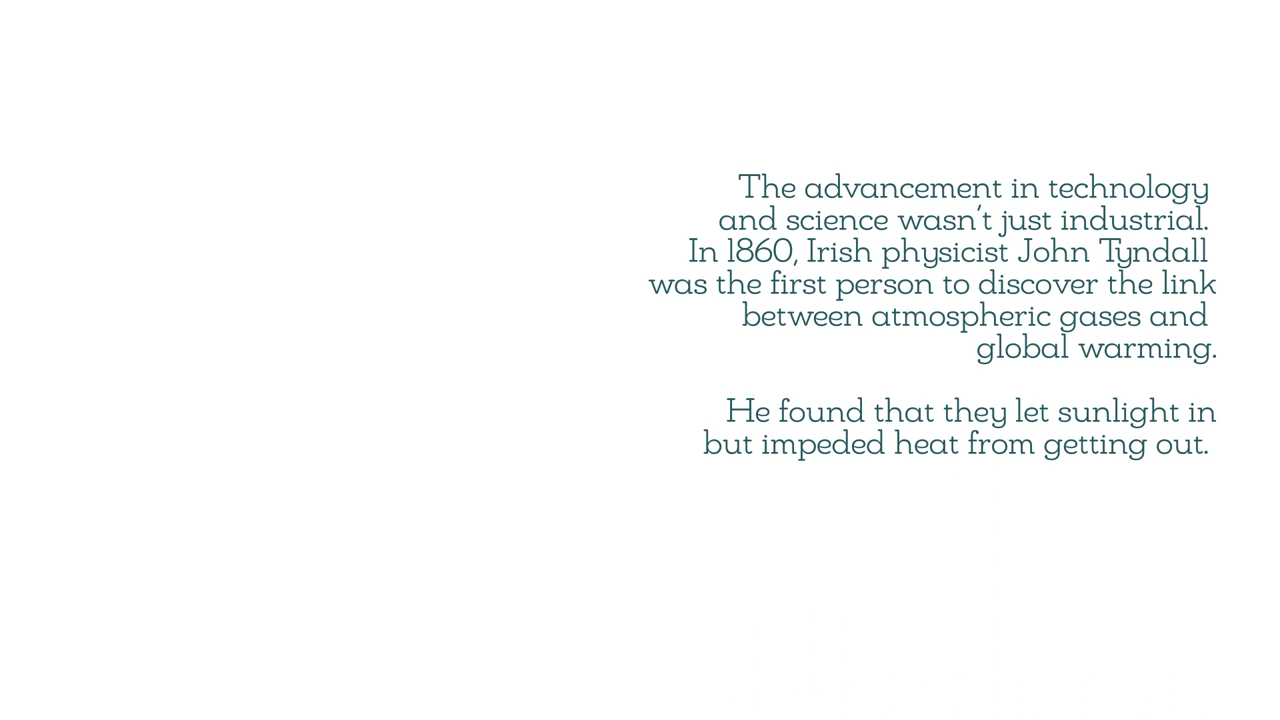 The advancement in technology
and science wasn't just industrial.
In 1860, Irish physicist John Tyndall
was the first person to discover the link
between atmospheric gases and
global warming.
He found that they let sunlight in
but impeded heat from getting out.